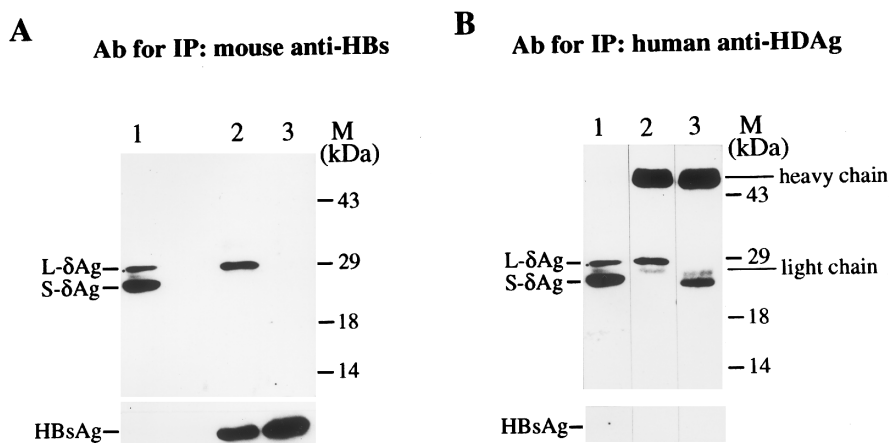 A
Ab for IP: mouse anti-HBs
1 2 3 M
(kDa)
43
L-δAg
29
S-δAg
18
14
HBsAg
B
Ab for IP: human anti-HDAg
1 2 3 M
(kDa)
heavy chain
43
L-δAg
29
light chain
S-δAg
18
14
HBsAg